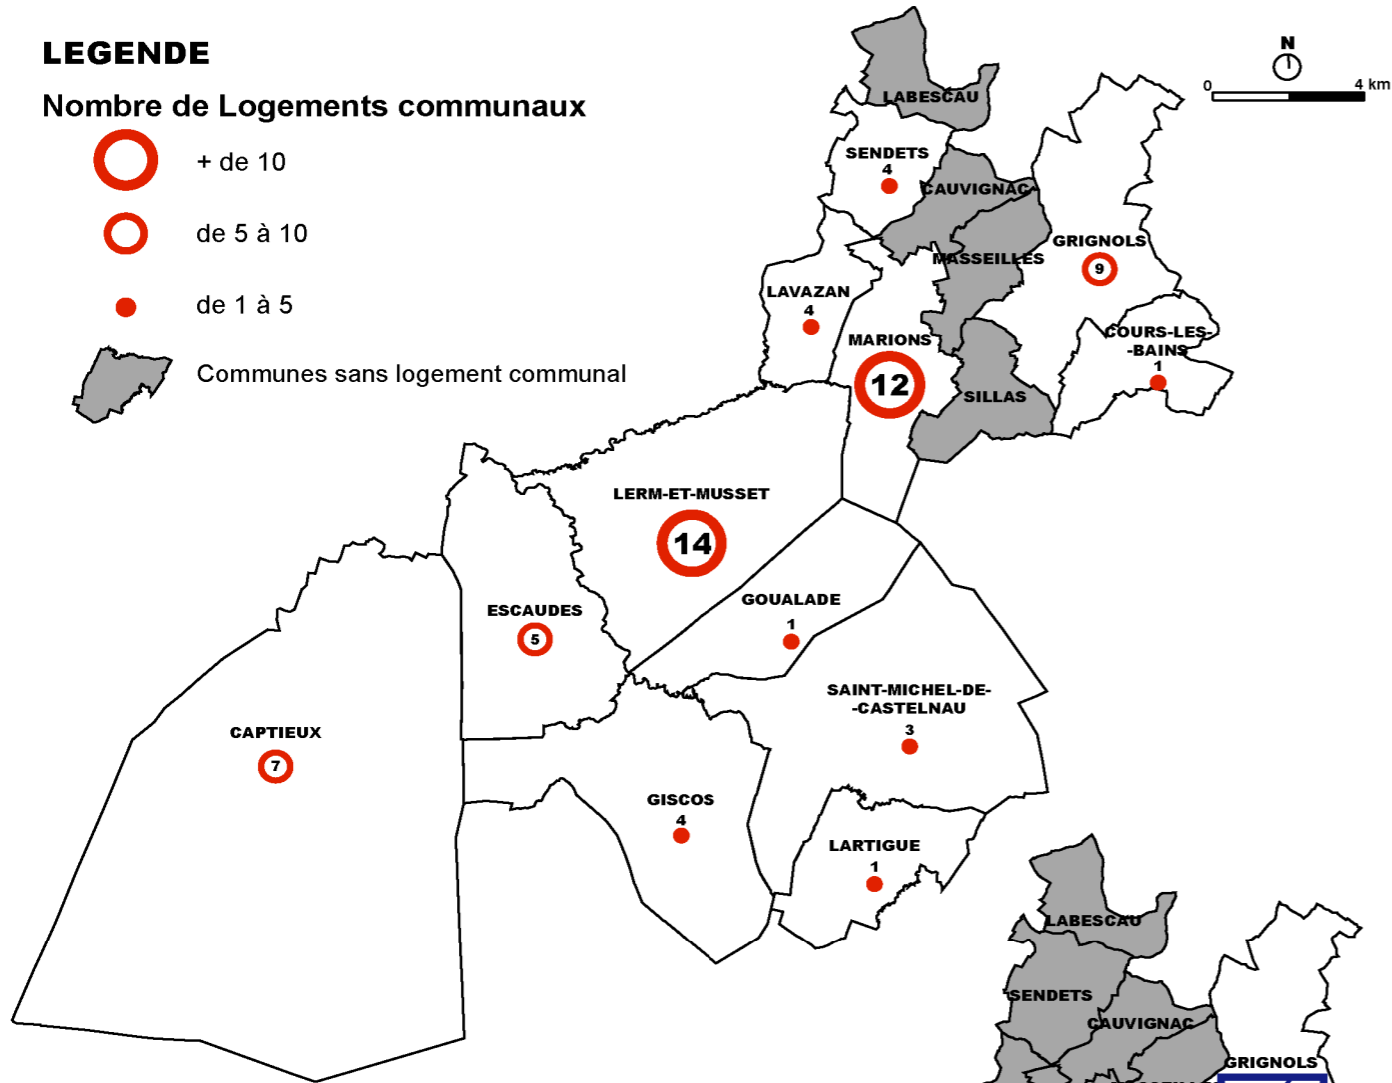 LEGENDE
Nombre de Logements communaux
+ de 10
de 5 à 10
de 1 à 5
Communes sans logement communal
N
0 4 km
LABESCAU
SENDETS
4
CAUVIGNAC
MASSEILLES
GRIGNOLS
9
LAVAZAN
4
MARIONS
12
COURS-LES-
-BAINS
1
SILLAS
LERM-ET-MUSSET
14
GOUALADE
1
ESCAUDES
5
SAINT-MICHEL-DE-
-CASTELNAU
3
CAPTIEUX
7
GISCOS
4
LARTIGUE
1
LABESCAU
SENDETS
CAUVIGNAC
GRIGNOLS